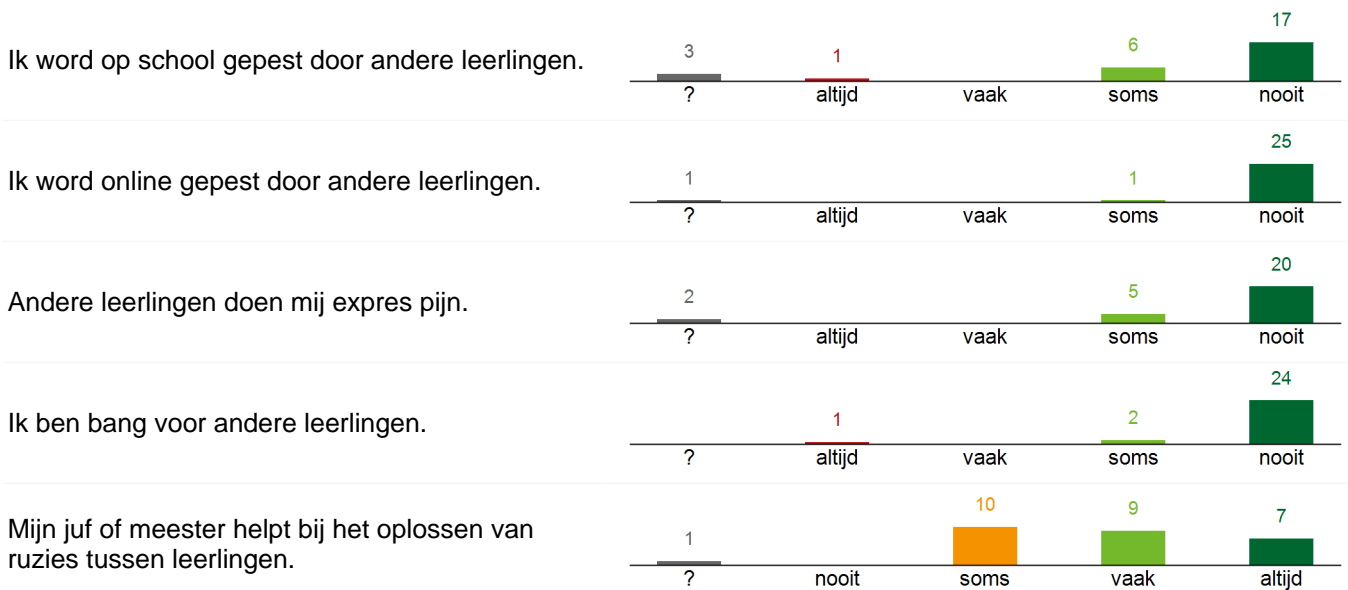 17
3
1
6
Ik word op school gepest door andere leerlingen.
? altijd vaak soms nooit
25
1
1
Ik word online gepest door andere leerlingen.
? altijd vaak soms nooit
20
2
5
Andere leerlingen doen mij expres pijn.
? altijd vaak soms nooit
24
1
2
Ik ben bang voor andere leerlingen.
? altijd vaak soms nooit
10
9
7
1
Mijn juf of meester helpt bij het oplossen van
ruzies tussen leerlingen.
? nooit soms vaak altijd